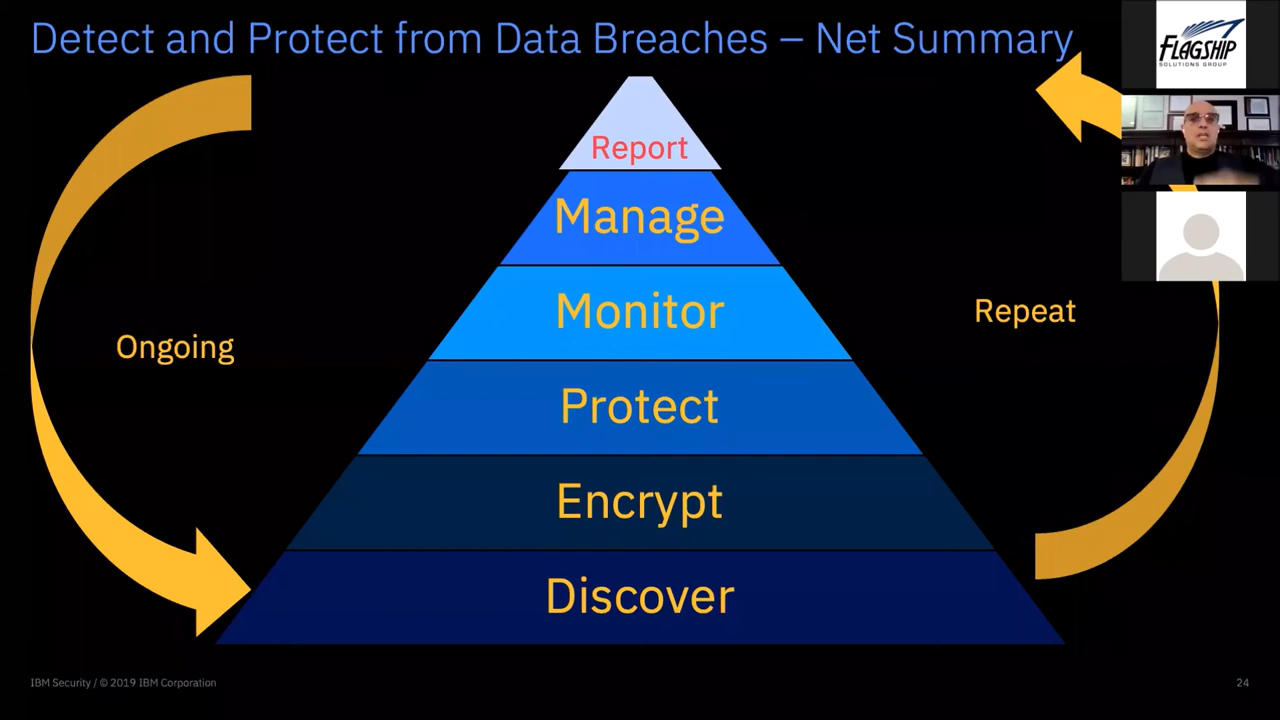 Detect and Protect from Data Breaches – Net Summary
FLAGSHIP
SOLUTIONS GROUP
Report
Manage
Monitor
Repeat
Ongoing
Protect
Encrypt
Discover
IBM Security / © 2019 IBM Corporation
24